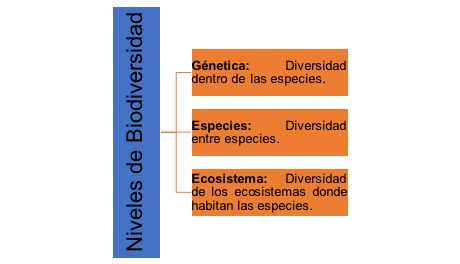 Niveles de Biodiversidad
Génetica: Diversidad
dentro de las especies.
Especies: Diversidad
entre especies.
Ecosistema: Diversidad
de los ecosistemas donde
habitan las especies.